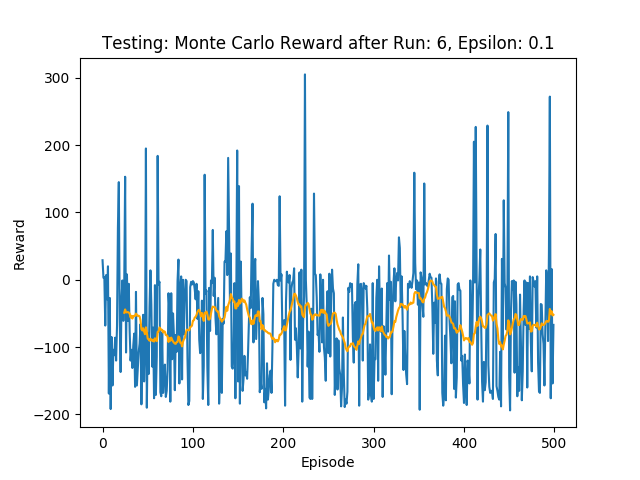 Testing: Monte Carlo Reward after Run: 6, Epsilon: 0.1
300
200
100
0
−100
−200
Reward
0 100 200 300 400 500
Episode